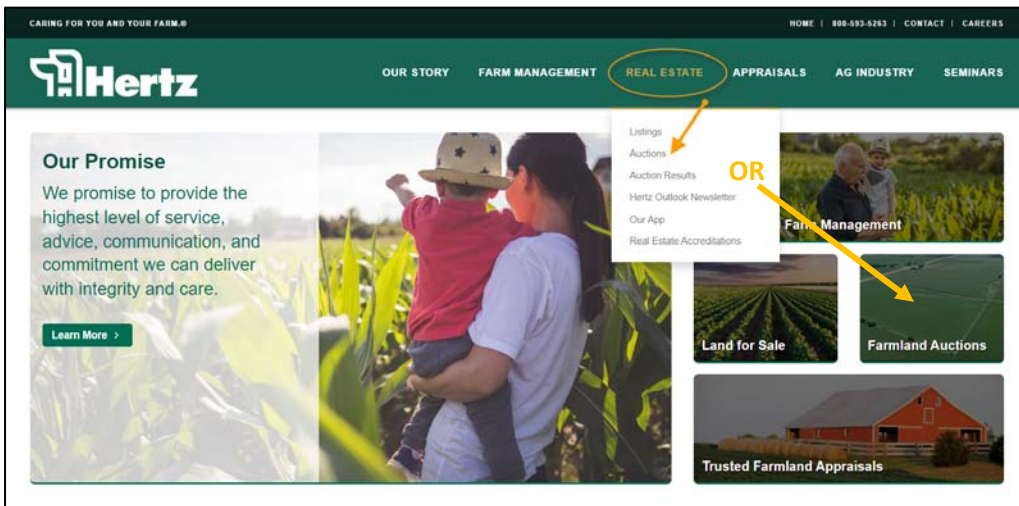 CARING FOR YOU AND YOUR FARM.®
HOME | 800-593-5263 | CONTACT | CAREERS
Hertz
OUR STORY FARM MANAGEMENT REAL ESTATE APPRAISALS AG INDUSTRY SEMINARS
Our Promise
We promise to provide the
highest level of service,
advice, communication, and
commitment we can deliver
with integrity and care.
Learn More >
Listings
Auctions
Auction Results
Hertz Outlook Newsletter
Our App
Real Estate Accreditations
OR
Farm Management
Land for Sale
Farmland Auctions
Trusted Farmland Appraisals